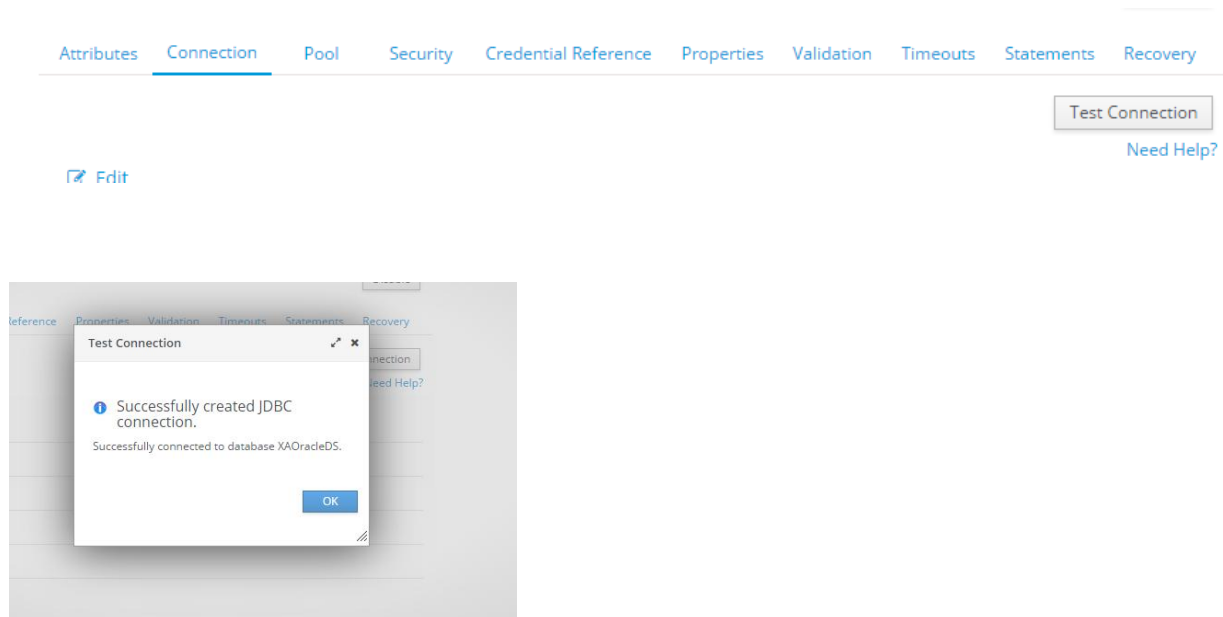 Attributes Connection Pool Security Credential Reference Properties Validation Timeouts Statements Recovery
Test Connection
Need Help?
Edit
Reference Properties Validation Timeouts Statements Recovery
Test Connection
nnection
Need Help?
Successfully created JDBC
connection.
Successfully connected to database XAOracleDS.
OK